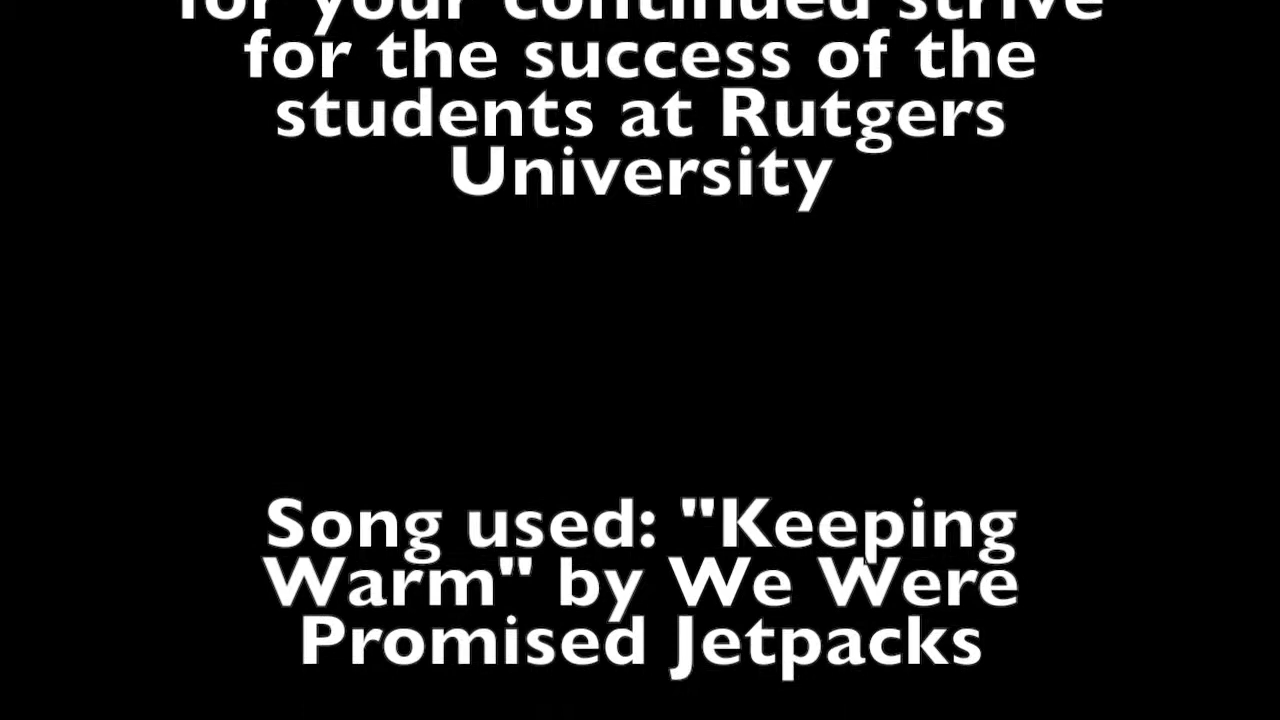 for your continued strive
for the success of the
students at Rutgers
University
Song used: "Keeping
Warm" by We Were
Promised Jetpacks